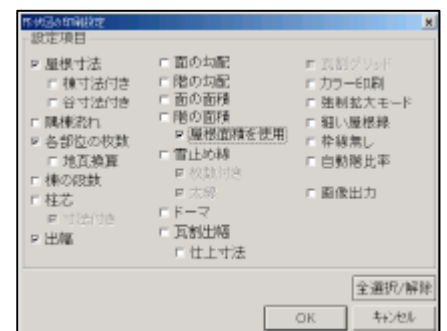 形状図の印刷設定
設定項目
屋根寸法
棟寸法付き
谷寸法付き
隅棟流れ
各部位の枚数
地瓦換算
棟の段数
柱芯
寸法付き
出幅
面の勾配
階の勾配
面の面積
階の面積
屋根面積を使用
雪止め線
枚数付き
太線
ドーマ
瓦割出幅
仕上寸法
瓦割グリッド
カラー印刷
強制拡大モード
細い屋根線
枠線無し
自動階比率
画像出力
全選択/解除
OK
キャンセル